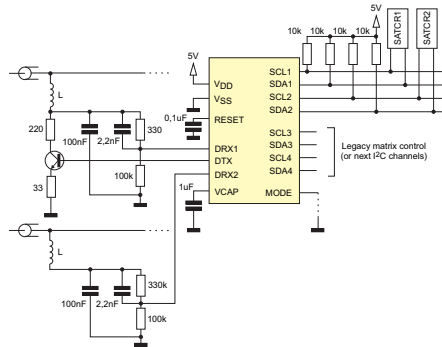 10k 10k 10k 10k
5V
SATCR1
SATCR2
5V
L
220
33
100nF
2,2nF
330
100k
0,1uF
1uF
VDD
VSS
RESET
DRX1
DTX
DRX2
VCAP
SCL1
SDA1
SCL2
SDA2
SCL3
SDA3
SCL4
SDA4
MODE
Legacy matrix control
(or next I²C channels)
L
100nF
2,2nF
330k
100k